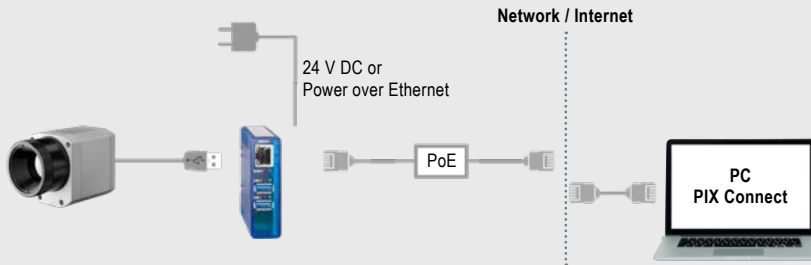 Network / Internet
24 V DC or
Power over Ethernet
PoE
PC
PIX Connect